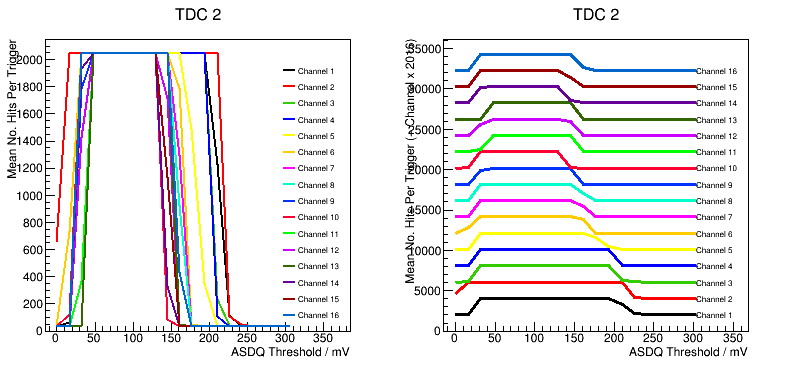 TDC 2
Mean No. Hits Per Trigger
2000
1800
1600
1400
1200
1000
800
600
400
200
0
0 50 100 150 200 250 300 350
ASDQ Threshold / mV
Channel 1
Channel 2
Channel 3
Channel 4
Channel 5
Channel 6
Channel 7
Channel 8
Channel 9
Channel 10
Channel 11
Channel 12
Channel 13
Channel 14
Channel 15
Channel 16
TDC 2
Mean No. Hits Per Trigger (+Channel x 2016)
35000
30000
25000
20000
15000
10000
5000
0
0 50 100 150 200 250 300 350
ASDQ Threshold / mV
Channel 16
Channel 15
Channel 14
Channel 13
Channel 12
Channel 11
Channel 10
Channel 9
Channel 8
Channel 7
Channel 6
Channel 5
Channel 4
Channel 3
Channel 2
Channel 1